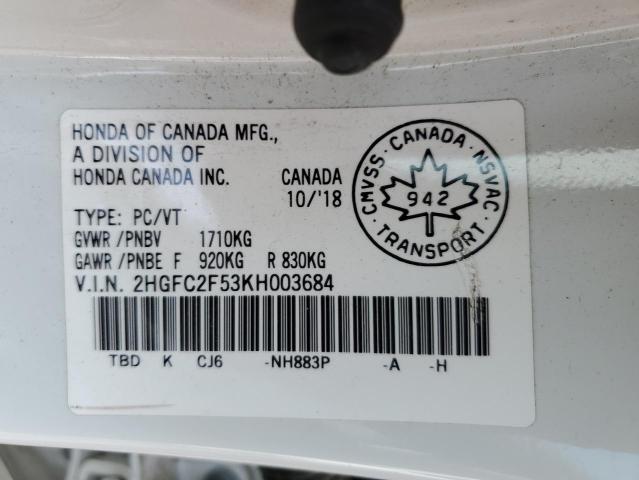 HONDA OF CANADA MFG.,
A DIVISION OF
HONDA CANADA INC. CANADA
10/'18
TYPE: PC/VT
GVWR /PNBV 1710KG
GAWR /PNBE F 920KG R 830KG
V.I.N. 2HGFC2F53KH003684
TBD K CJ6 -NH883P -A -H
CMVSS · CANADA · NSVAC
942
TRANSPORT